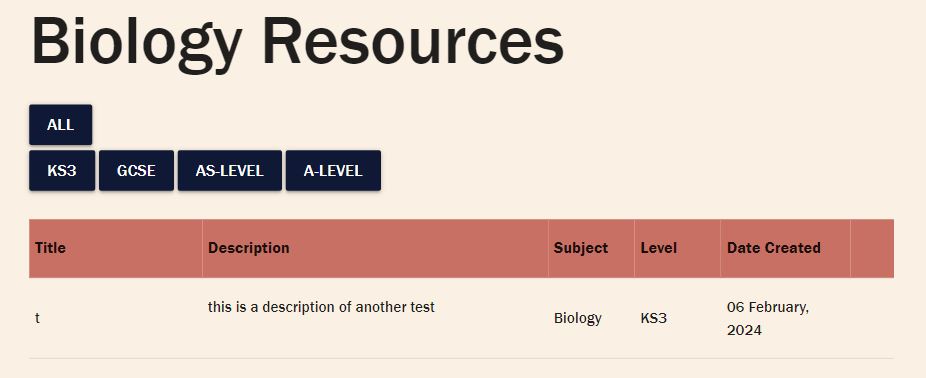 Biology Resources
ALL
KS3 GCSE AS-LEVEL A-LEVEL
Title Description Subject Level Date Created
t this is a description of another test Biology KS3 06 February,
2024